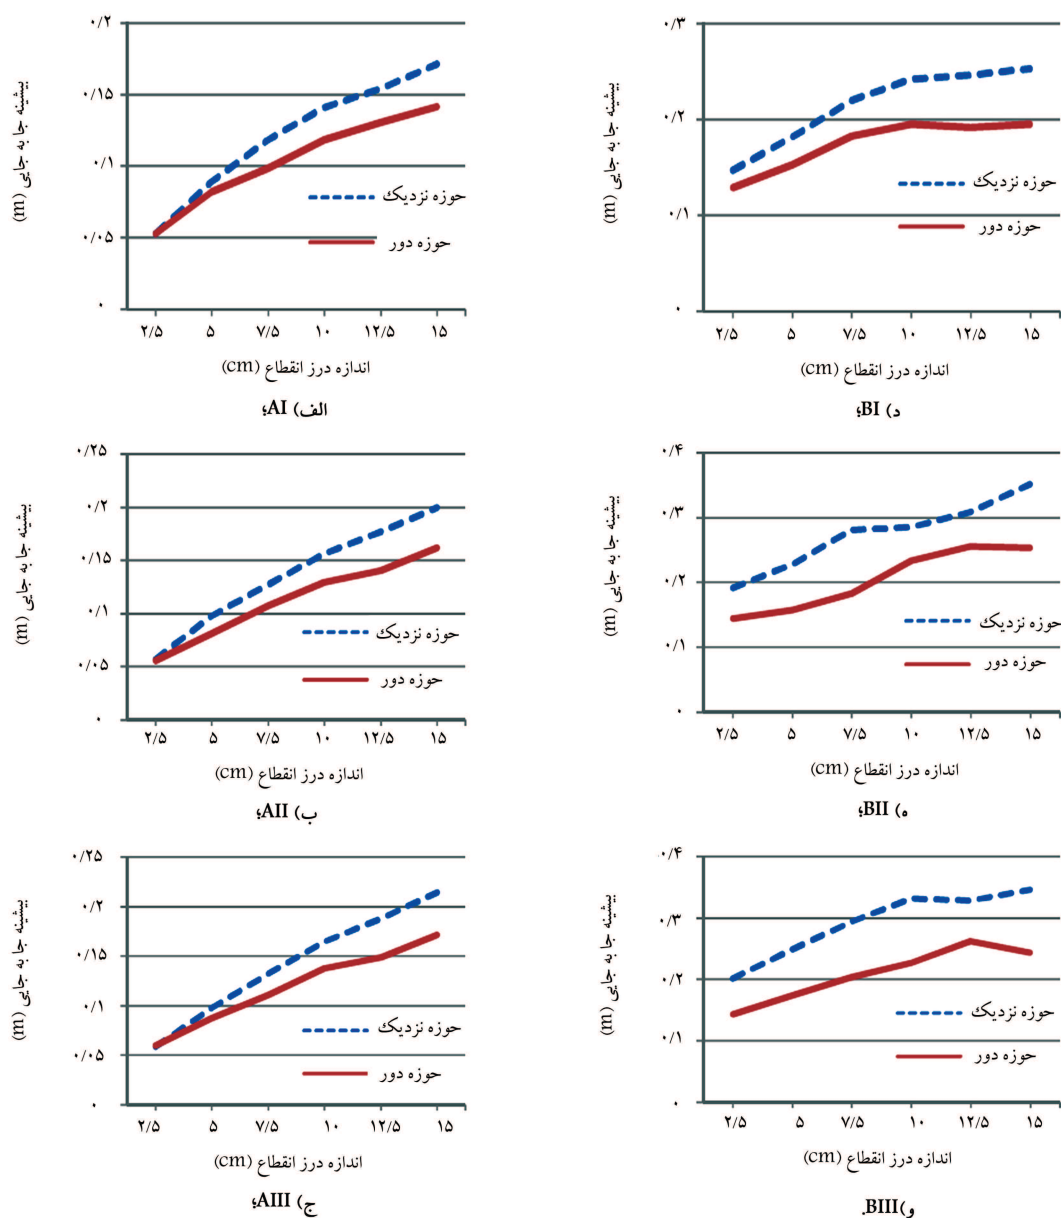 ۰/۲
۰/۱۵
۰/۱
۰/۰۵
۰
بیشینه جا به جایی (m)
حوزه نزدیک
حوزه دور
۲/۵ ۵ ۷/۵ ۱۰ ۱۲/۵ ۱۵
اندازه درز انقطاع (cm)
الف) AI؛
۰/۳
۰/۲
۰/۱
۰
بیشینه جا به جایی (m)
حوزه نزدیک
حوزه دور
۲/۵ ۵ ۷/۵ ۱۰ ۱۲/۵ ۱۵
اندازه درز انقطاع (cm)
د) BI؛
۰/۲۵
۰/۲
۰/۱۵
۰/۱
۰/۰۵
۰
بیشینه جا به جایی (m)
حوزه نزدیک
حوزه دور
۲/۵ ۵ ۷/۵ ۱۰ ۱۲/۵ ۱۵
اندازه درز انقطاع (cm)
ب) AII؛
۰/۴
۰/۳
۰/۲
۰/۱
۰
بیشینه جا به جایی (m)
حوزه نزدیک
حوزه دور
۲/۵ ۵ ۷/۵ ۱۰ ۱۲/۵ ۱۵
اندازه درز انقطاع (cm)
ه) BII؛
۰/۲۵
۰/۲
۰/۱۵
۰/۱
۰/۰۵
۰
بیشینه جا به جایی (m)
حوزه نزدیک
حوزه دور
۲/۵ ۵ ۷/۵ ۱۰ ۱۲/۵ ۱۵
اندازه درز انقطاع (cm)
ج) AIII؛
۰/۴
۰/۳
۰/۲
۰/۱
۰
بیشینه جا به جایی (m)
حوزه نزدیک
حوزه دور
۲/۵ ۵ ۷/۵ ۱۰ ۱۲/۵ ۱۵
اندازه درز انقطاع (cm)
و) BIII.